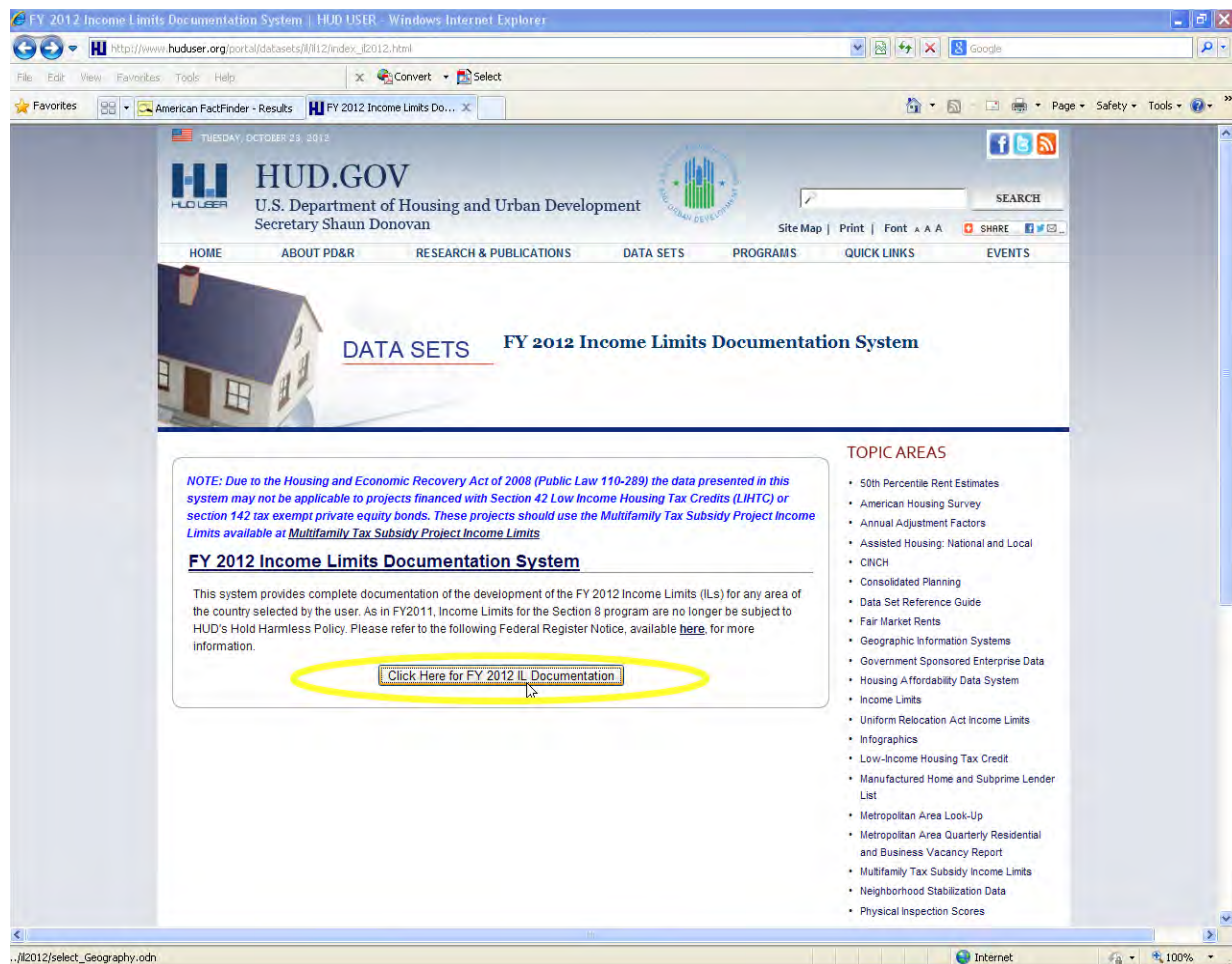 FY 2012 Income Limits Documentation System | HUD USER - Windows Internet Explorer
http://www.huduser.org/portal/datasets/il/il12/index_il2012.html
Google
File Edit View Favorites Tools Help
x Convert Select
Favorites
American FactFinder - Results
FY 2012 Income Limits Do... X
Page Safety Tools
TUESDAY, OCTOBER 23, 2012
HUD USER
HUD.GOV
U.S. Department of Housing and Urban Development
Secretary Shaun Donovan
SEARCH
Site Map | Print | Font A A A
SHARE
HOME ABOUT PD&R RESEARCH & PUBLICATIONS DATA SETS PROGRAMS QUICK LINKS EVENTS
DATA SETS
FY 2012 Income Limits Documentation System
NOTE: Due to the Housing and Economic Recovery Act of 2008 (Public Law 110-289) the data presented in this
system may not be applicable to projects financed with Section 42 Low Income Housing Tax Credits (LIHTC) or
section 142 tax exempt private equity bonds. These projects should use the Multifamily Tax Subsidy Project Income
Limits available at Multifamily Tax Subsidy Project Income Limits
FY 2012 Income Limits Documentation System
This system provides complete documentation of the development of the FY 2012 Income Limits (ILs) for any area of
the country selected by the user. As in FY2011, Income Limits for the Section 8 program are no longer be subject to
HUD's Hold Harmless Policy. Please refer to the following Federal Register Notice, available here, for more
information.
Click Here for FY 2012 IL Documentation
TOPIC AREAS
• 50th Percentile Rent Estimates
• American Housing Survey
• Annual Adjustment Factors
• Assisted Housing: National and Local
• CINCH
• Consolidated Planning
• Data Set Reference Guide
• Fair Market Rents
• Geographic Information Systems
• Government Sponsored Enterprise Data
• Housing Affordability Data System
• Income Limits
• Uniform Relocation Act Income Limits
• Infographics
• Low-Income Housing Tax Credit
• Manufactured Home and Subprime Lender
List
• Metropolitan Area Look-Up
• Metropolitan Area Quarterly Residential
and Business Vacancy Report
• Multifamily Tax Subsidy Income Limits
• Neighborhood Stabilization Data
• Physical Inspection Scores
../il2012/select_Geography.odn
Internet
100%